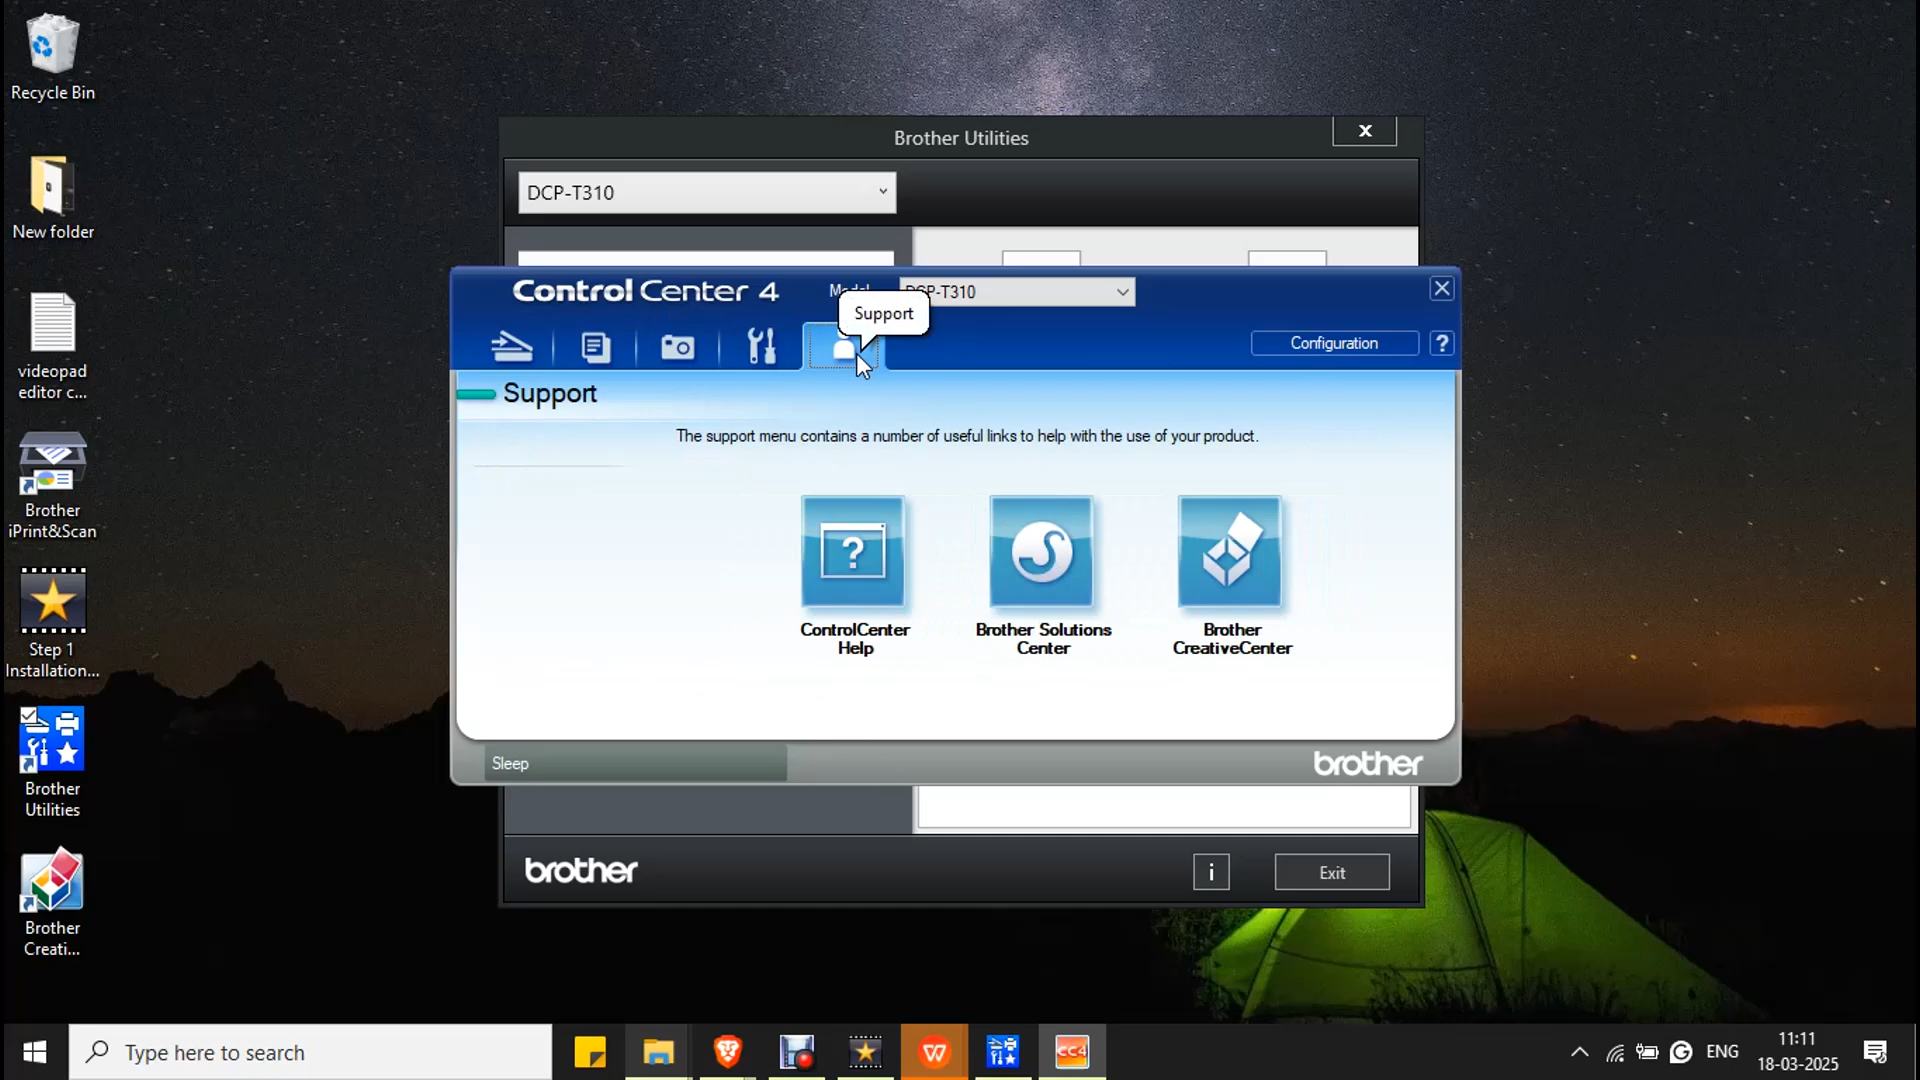 Recycle Bin
New folder
videopad
editor c...
Brother
iPrint&Scan
Step 1
Installation...
Brother
Utilities
Brother
Creati...
Brother Utilities
x
DCP-T310
ControlCenter 4
DCP-T310
Support
Configuration
?
Support
The support menu contains a number of useful links to help with the use of your product.
?
ControlCenter
Help
Brother Solutions
Center
Brother
CreativeCenter
Sleep
brother
brother
i
Exit
Type here to search
W
CC4
ENG
11:11
18-03-2025